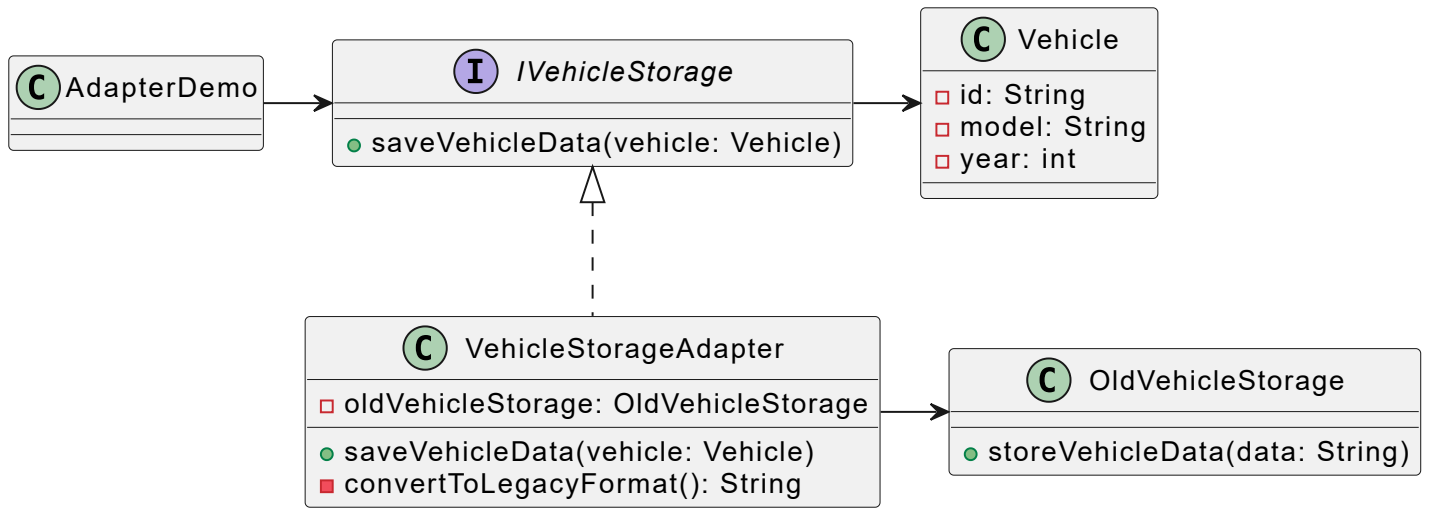 C AdapterDemo
I IVehicleStorage
saveVehicleData(vehicle: Vehicle)
C Vehicle
id: String
model: String
year: int
C VehicleStorageAdapter
oldVehicleStorage: OldVehicleStorage
saveVehicleData(vehicle: Vehicle)
convertToLegacyFormat(): String
C OldVehicleStorage
storeVehicleData(data: String)